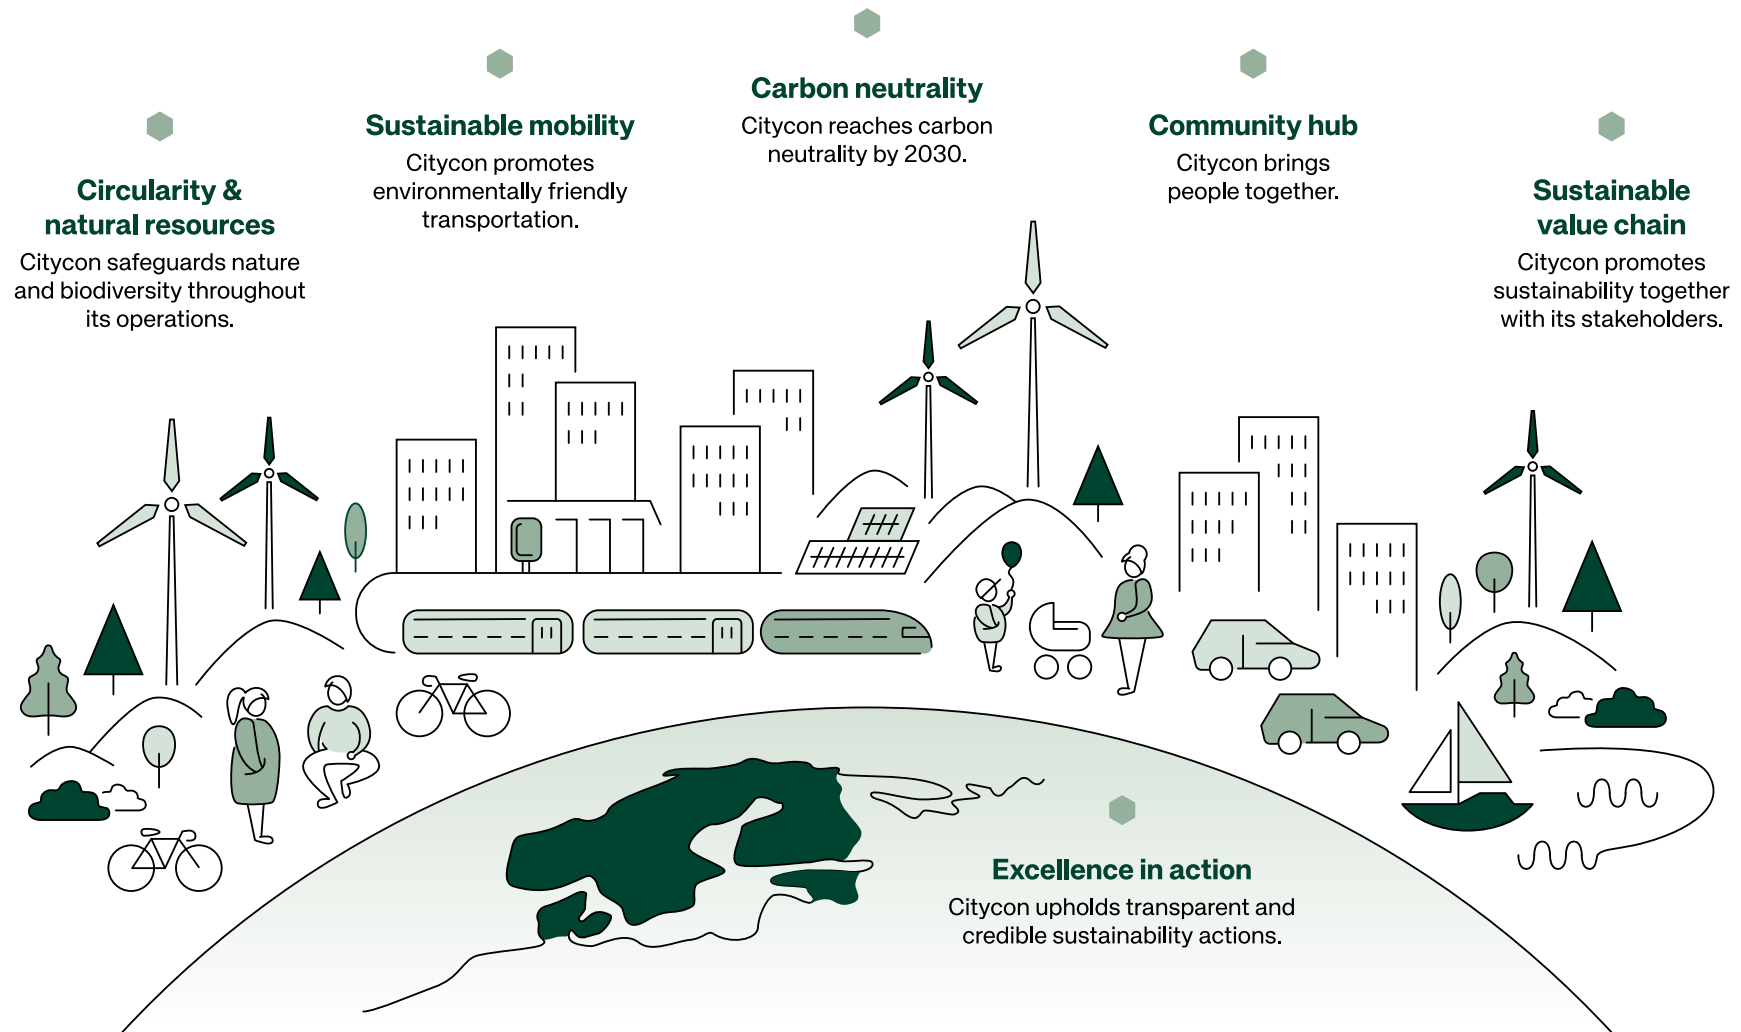 Circularity &
natural resources
Citycon safeguards nature
and biodiversity throughout
its operations.
Sustainable mobility
Citycon promotes
environmentally friendly
transportation.
Carbon neutrality
Citycon reaches carbon
neutrality by 2030.
Community hub
Citycon brings
people together.
Sustainable
value chain
Citycon promotes
sustainability together
with its stakeholders.
Excellence in action
Citycon upholds transparent and
credible sustainability actions.